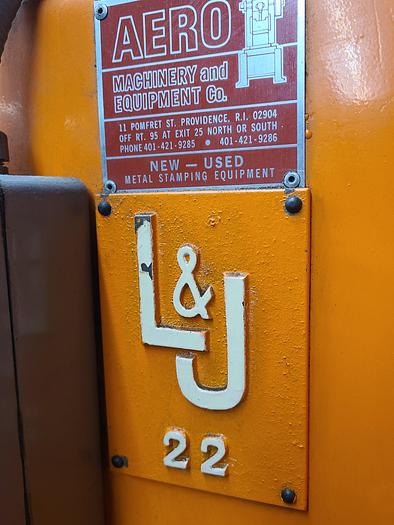 AERO
MACHINERY and
EQUIPMENT Co.
11 POMFRET ST. PROVIDENCE, R.I. 02904
OFF RT. 95 AT EXIT 25 NORTH OR SOUTH
PHONE 401-421-9285 • 401-421-9286
NEW — USED
METAL STAMPING EQUIPMENT
L&J
22